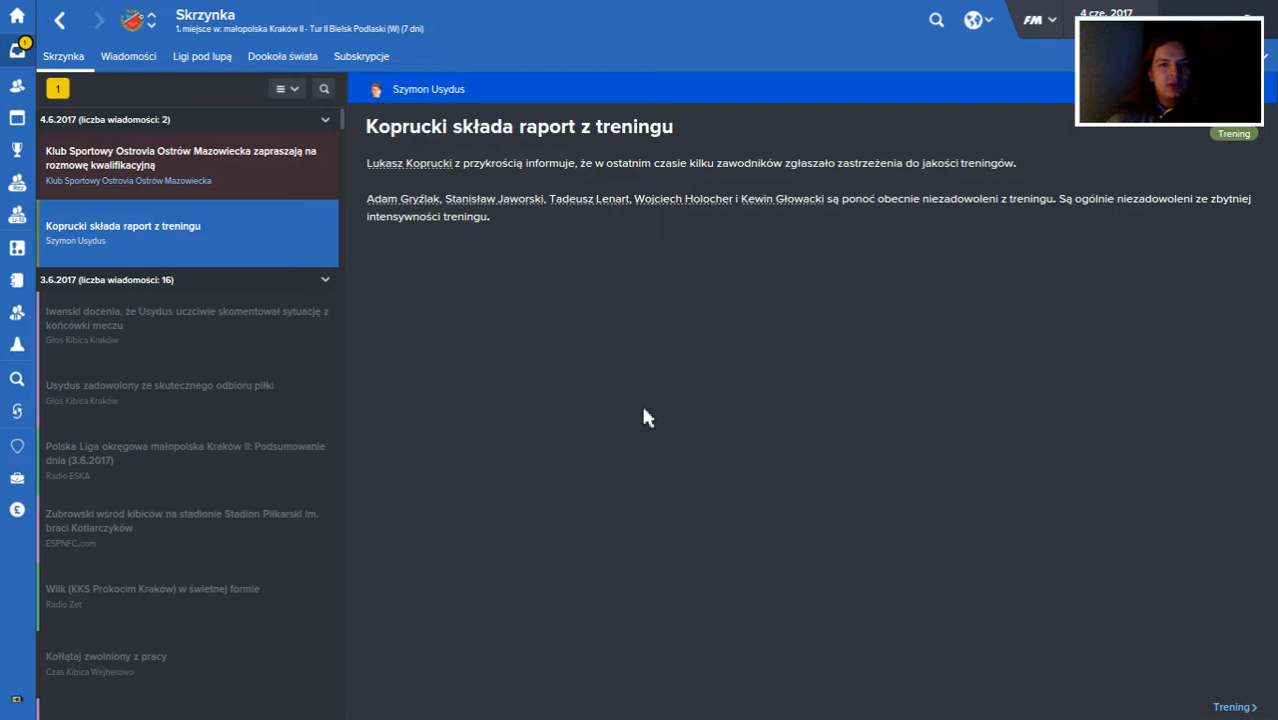 Skrzynka
1. miejsce w: małopolska Kraków II - Tur II Bielsk Podlaski (W) (7 dni)
FM
4 cze. 2017
1
Skrzynka
Wiadomości
Ligi pod lupą
Dookoła świata
Subskrypcje
1
4.6.2017 (liczba wiadomości: 2)
Klub Sportowy Ostrovia Ostrów Mazowiecka zapraszają na
rozmowę kwalifikacyjną
Klub Sportowy Ostrovia Ostrów Mazowiecka
Koprucki składa raport z treningu
Szymon Usydus
3.6.2017 (liczba wiadomości: 16)
Iwanski docenia, że Usydus uczciwie skomentował sytuację z
końcówki meczu
Głos Kibica Kraków
Usydus zadowolony ze skutecznego odbioru piłki
Głos Kibica Kraków
Polska Liga okręgowa małopolska Kraków II: Podsumowanie
dnia (3.6.2017)
Radio ESKA
Zubrowski wśród kibiców na stadionie Stadion Piłkarski im.
braci Kotlarczyków
ESPNFC.com
Wilk (KKS Prokocim Kraków) w świetnej formie
Radio Zet
Kołłątaj zwolniony z pracy
Czas Kibica Wejherowo
Szymon Usydus
Koprucki składa raport z treningu
Trening
Lukasz Koprucki z przykrością informuje, że w ostatnim czasie kilku zawodników zgłaszało zastrzeżenia do jakości treningów.
Adam Gryźlak, Stanisław Jaworski, Tadeusz Lenart, Wojciech Holocher i Kewin Głowacki są ponoć obecnie niezadowoleni z treningu. Są ogólnie niezadowoleni ze zbytniej
intensywności treningu.
Trening >